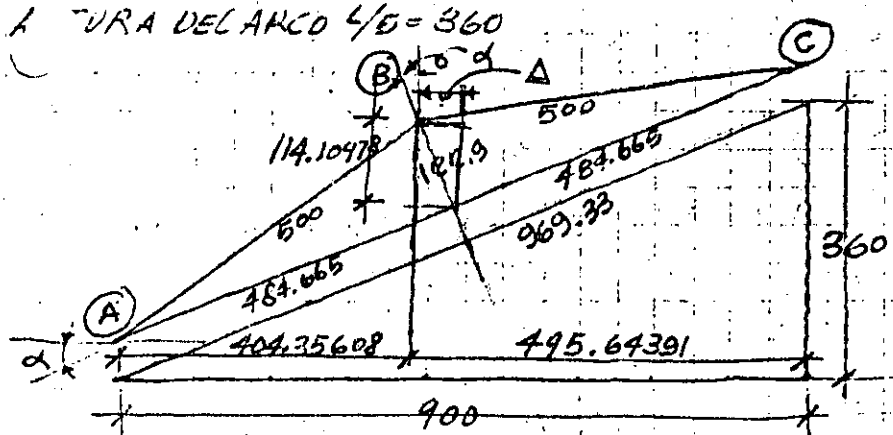 URA DEL ARCO L/E = 360
C
B
α
Δ
500
114.10478
122.9
484.665
500
969.33
360
484.665
A
α
404.35608
495.64391
900